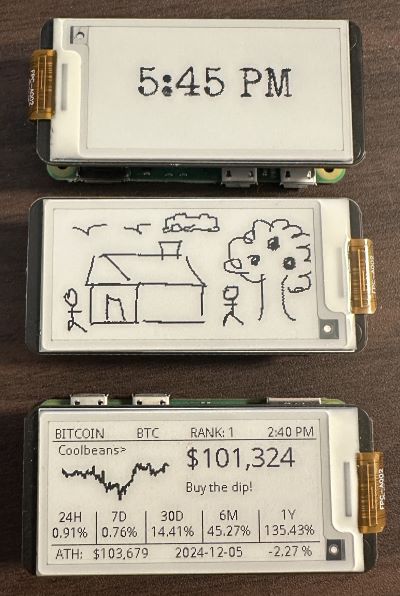 FPC-A002
5:45 PM
FPC-A002
BITCOIN BTC RANK: 1 2:40 PM
Coolbeans>
$101,324
Buy the dip!
24H 7D 30D 6M 1Y
0.91% 0.76% 14.41% 45.27% 135.43%
ATH: $103,679 2024-12-05 -2.27 %
FPC-A002